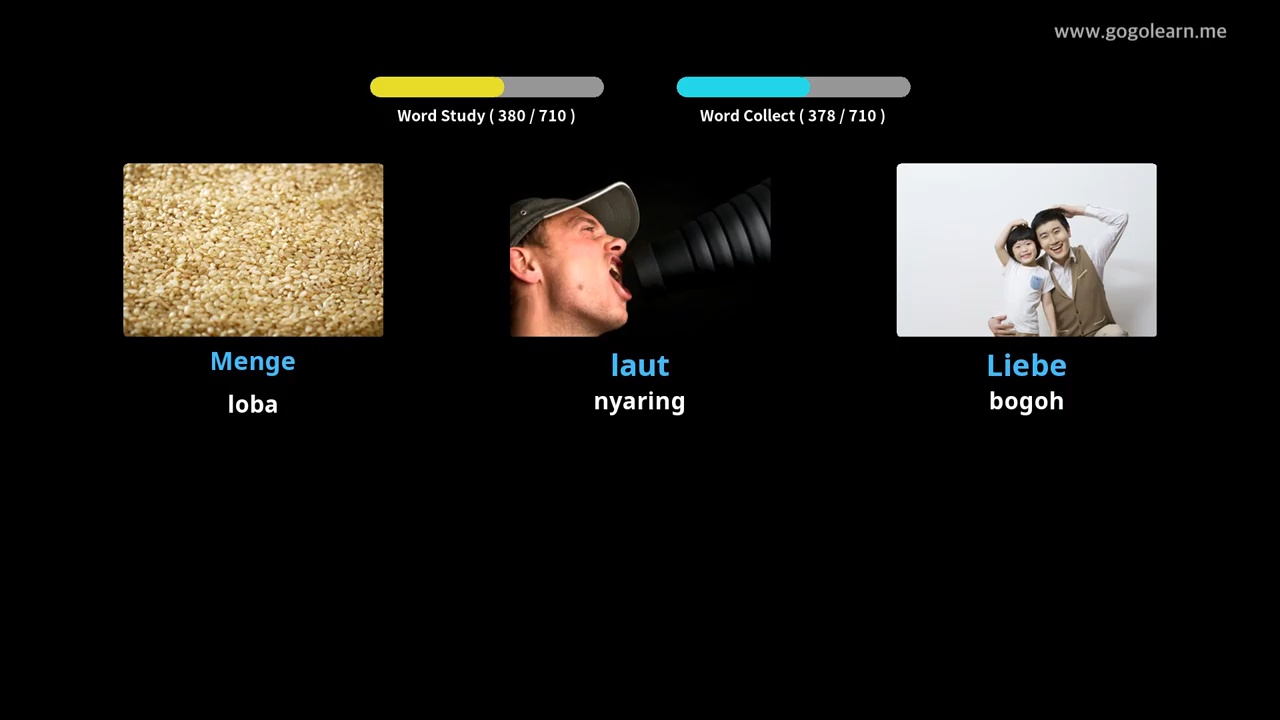 www.gogolearn.me
Word Study ( 380 / 710 )
Word Collect ( 378 / 710 )
Menge
loba
laut
nyaring
Liebe
bogoh